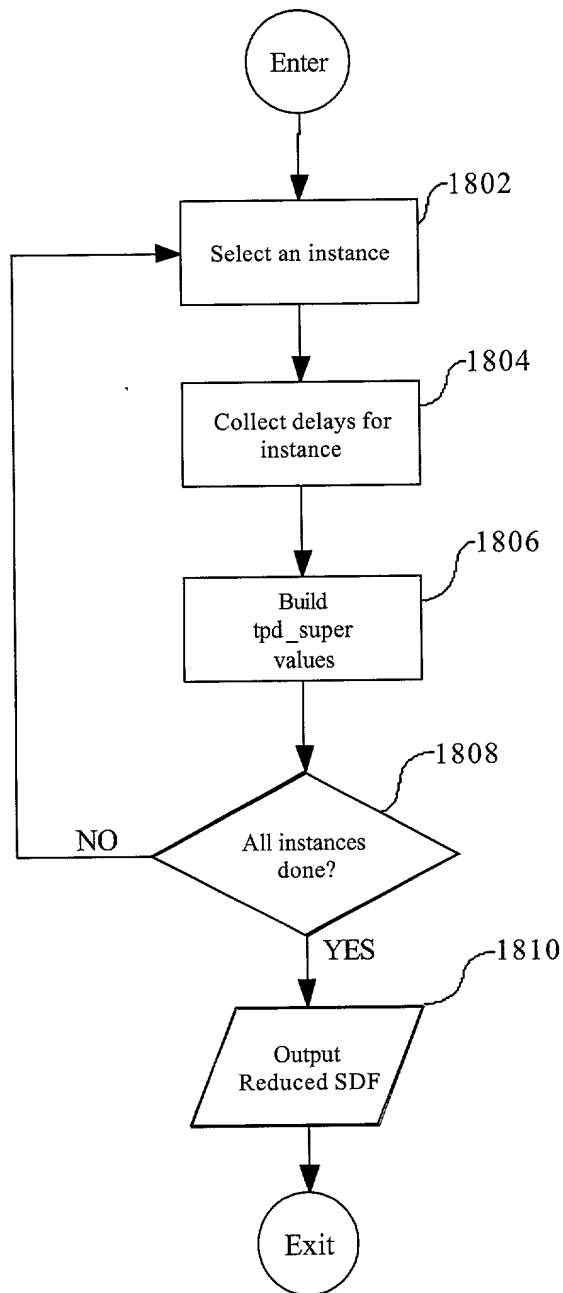 Enter
1802
Select an instance
1804
Collect delays for
instance
1806
Build
tpd_super
values
1808
NO
All instances
done?
YES
1810
Output
Reduced SDF
Exit